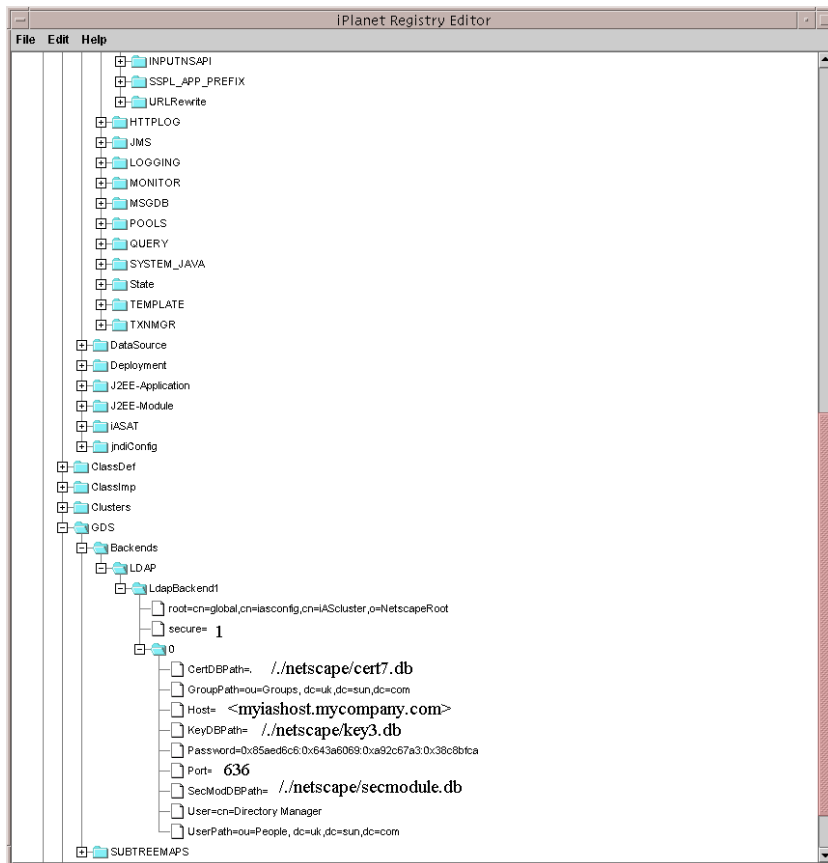 iPlanet Registry Editor
File Edit Help
INPUTNSAPI
SSPL_APP_PREFIX
URLRewrite
HTTPLOG
JMS
LOGGING
MONITOR
MSGDB
POOLS
QUERY
SYSTEM_JAVA
State
TEMPLATE
TXNMGR
DataSource
Deployment
J2EE-Application
J2EE-Module
iASAT
jndiConfig
ClassDef
ClassImp
Clusters
GDS
Backends
LDAP
LdapBackend1
root=cn=global,cn=iasconfig,cn=iAScluster,o=NetscapeRoot
secure= 1
0
CertDBPath=. /./netscape/cert7.db
GroupPath=ou=Groups, dc=uk,dc=sun,dc=com
Host= <myiashost.mycompany.com>
KeyDBPath= /./netscape/key3.db
Password=0x85aed6c6:0x643a6069:0xa92c67a3:0x38c8bfca
Port= 636
SecModDBPath= /./netscape/secmodule.db
User=cn=Directory Manager
UserPath=ou=People, dc=uk,dc=sun,dc=com
SUBTREEMAPS